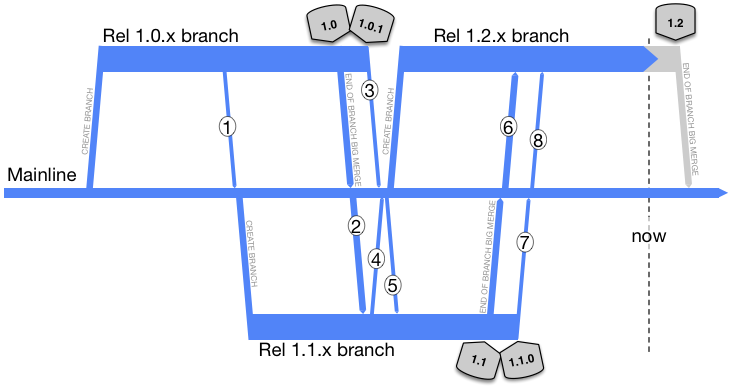 1.0
1.0.1
1.2
Rel 1.0.x branch
Rel 1.2.x branch
CREATE BRANCH
1
END OF BRANCH BIG MERGE
3
CREATE BRANCH
6
8
END OF BRANCH BIG MERGE
Mainline
CREATE BRANCH
2
4
5
END OF BRANCH BIG MERGE
7
now
Rel 1.1.x branch
1.1
1.1.0